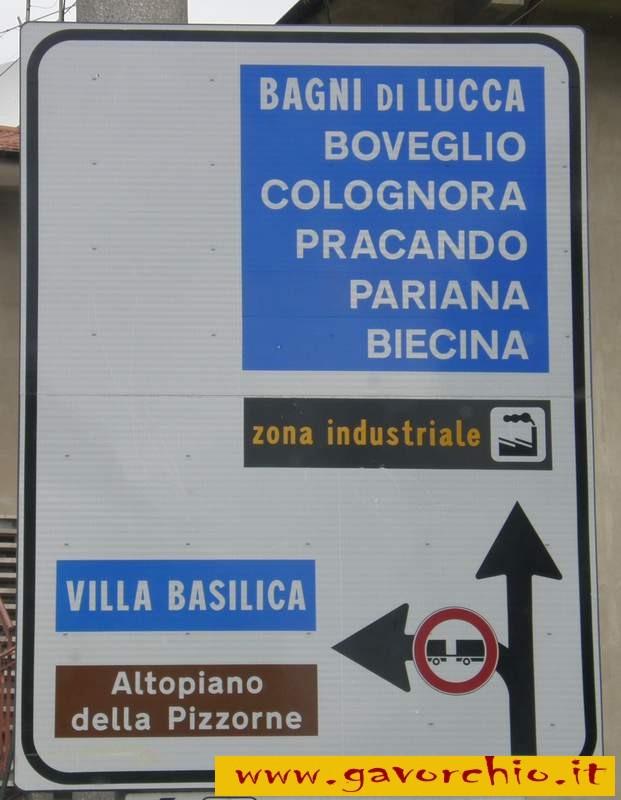 BAGNI DI LUCCA
BOVEGLIO
COLOGNORA
PRACANDO
PARIANA
BIECINA
zona industriale
VILLA BASILICA
Altopiano
della Pizzorne
www.gavorchio.it